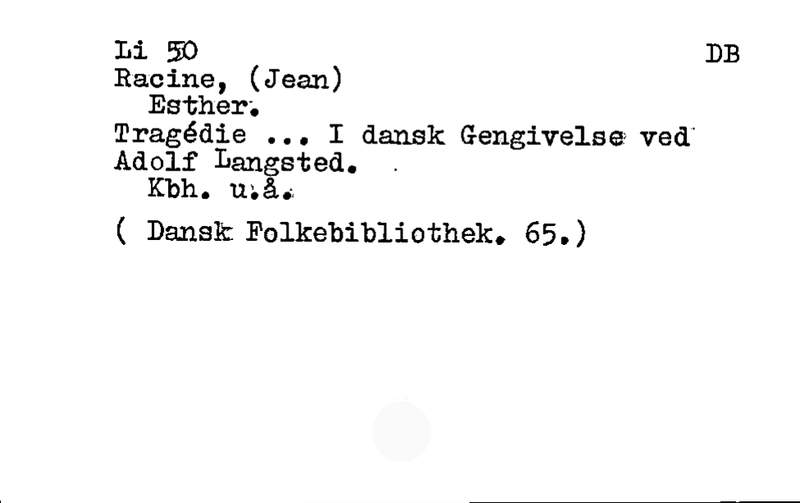 Li 50 DB
Racine, (Jean)
Esther.
Tragédie ... I dansk Gengivelse ved
Adolf Langsted.
Kbh. u.å.
( Dansk Folkebibliothek. 65.)